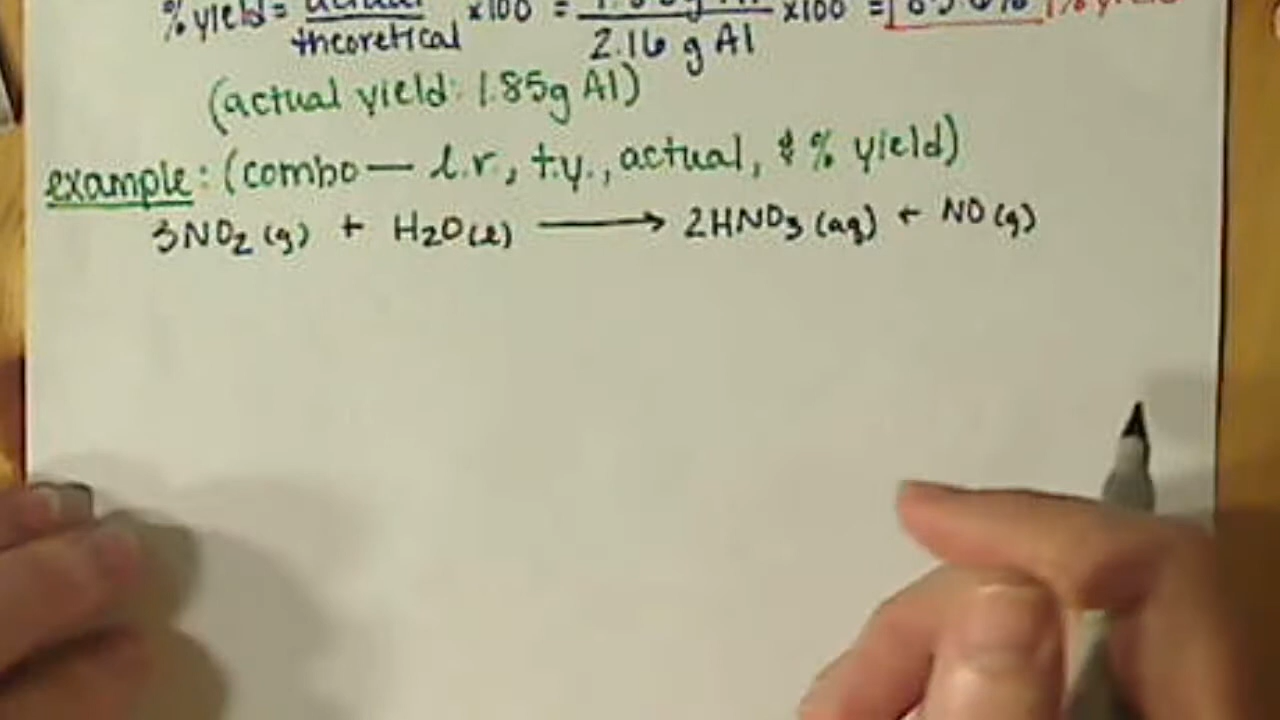 % yield = theoretical x100 = 2.16 g Al x100 =
(actual yield: 1.85g Al)
example: (combo — l.r., t.y., actual, & % yield)
3NO₂(g) + H₂O(l) ⟶ 2HNO₃(aq) + NO(g)